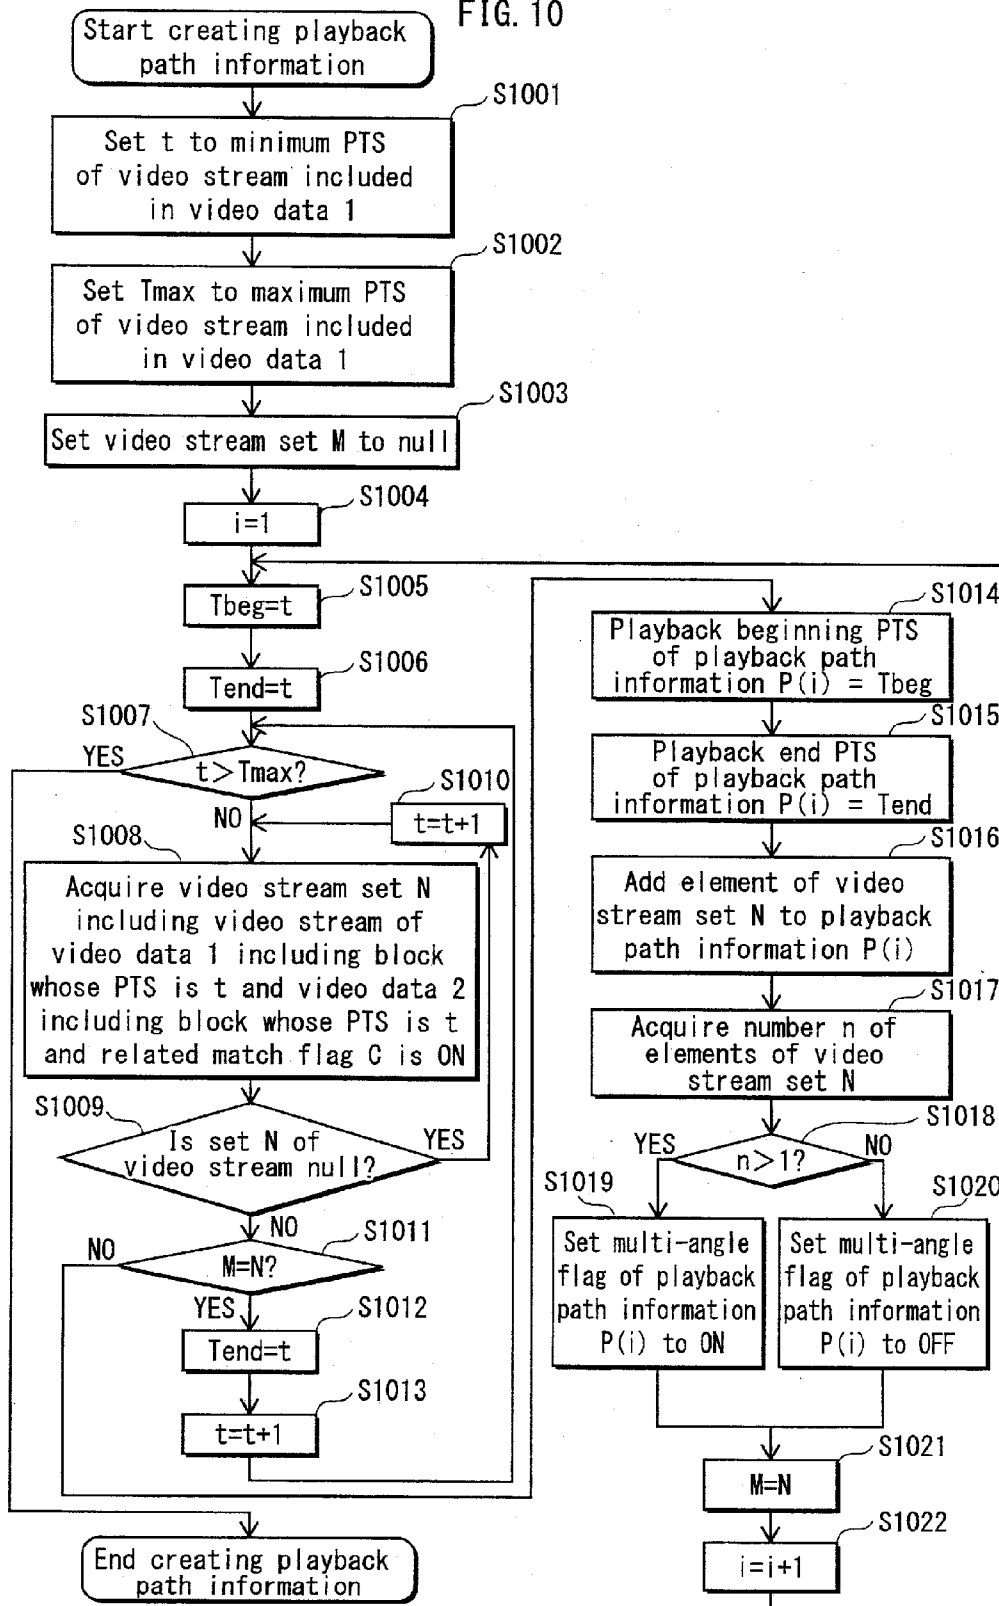 FIG. 10
Start creating playback
path information
S1001
Set t to minimum PTS
of video stream included
in video data 1
S1002
Set Tmax to maximum PTS
of video stream included
in video data 1
S1003
Set video stream set M to null
S1004
i=1
S1005
Tbeg=t
S1006
Tend=t
S1007
YES
t>Tmax?
NO
S1010
t=t+1
S1008
Acquire video stream set N
including video stream of
video data 1 including block
whose PTS is t and video data 2
including block whose PTS is t
and related match flag C is ON
S1009
Is set N of
video stream null?
YES
NO
S1011
NO
M=N?
YES
S1012
Tend=t
S1013
t=t+1
End creating playback
path information
S1014
Playback beginning PTS
of playback path
information P(i) = Tbeg
S1015
Playback end PTS
of playback path
information P(i) = Tend
S1016
Add element of video
stream set N to playback
path information P(i)
S1017
Acquire number n of
elements of video
stream set N
S1018
YES
n>1?
NO
S1019
Set multi-angle
flag of playback
path information
P(i) to ON
S1020
Set multi-angle
flag of playback
path information
P(i) to OFF
S1021
M=N
S1022
i=i+1